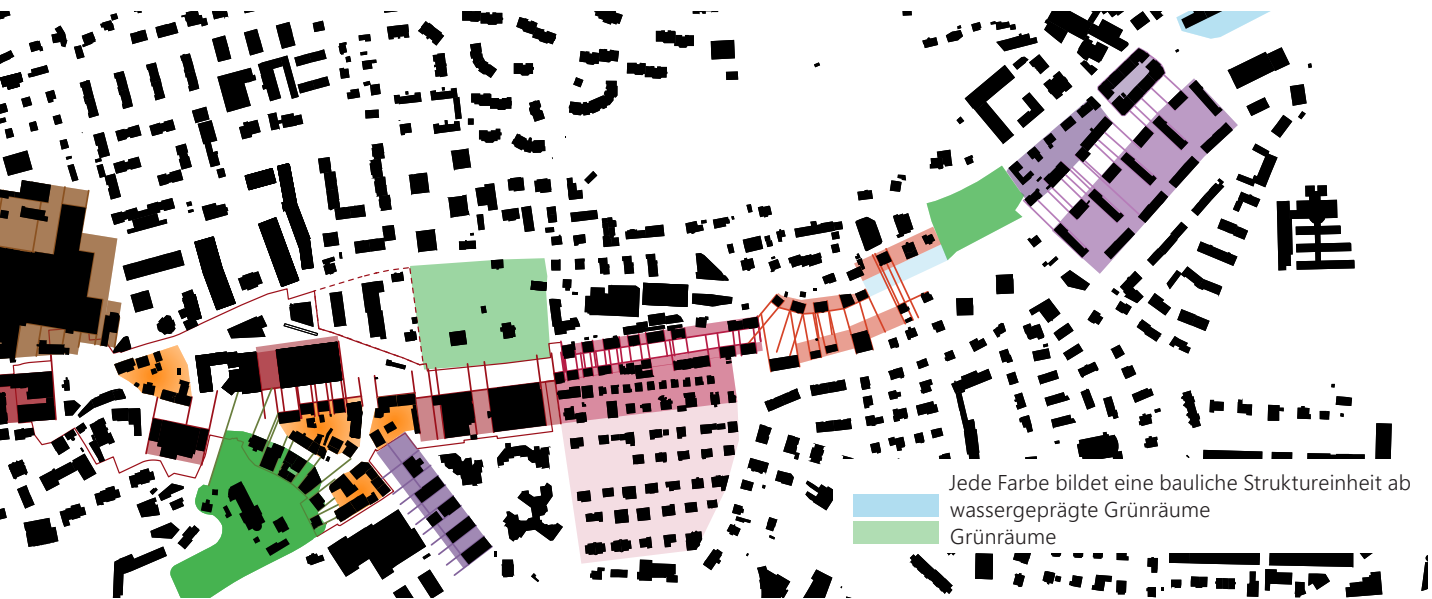 Jede Farbe bildet eine bauliche Struktureinheit ab
wassergeprägte Grünräume
Grünräume